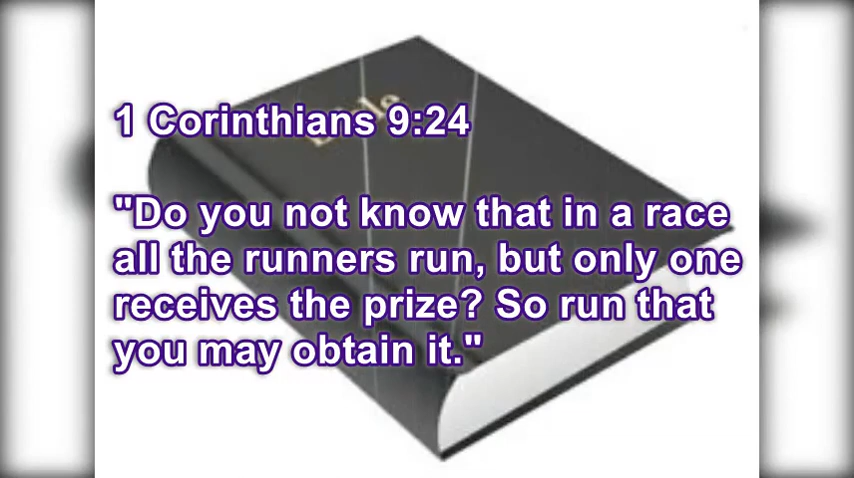 1 Corinthians 9:24
"Do you not know that in a race
all the runners run, but only one
receives the prize? So run that
you may obtain it."